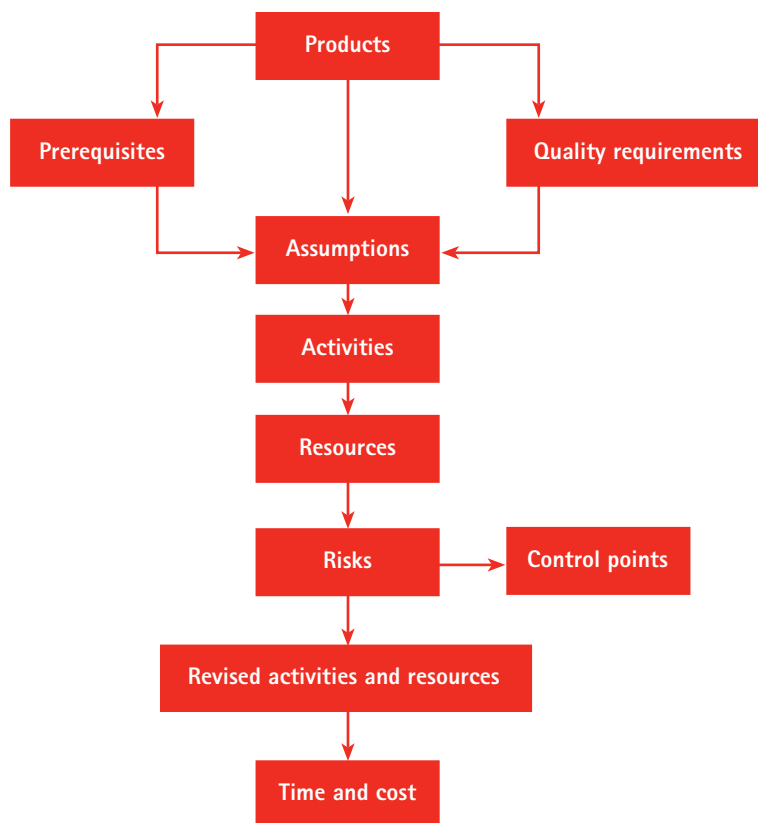 Products
Prerequisites
Quality requirements
Assumptions
Activities
Resources
Risks
Control points
Revised activities and resources
Time and cost